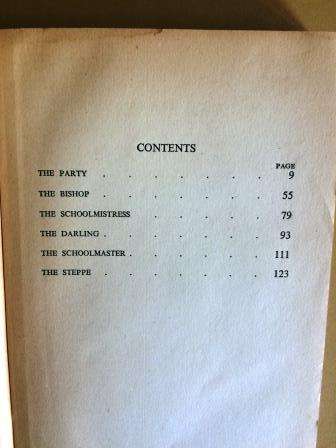 CONTENTS
PAGE
THE PARTY . . . . . . . 9
THE BISHOP . . . . . . . 55
THE SCHOOLMISTRESS . . . . . 79
THE DARLING . . . . . . . 93
THE SCHOOLMASTER . . . . . . 111
THE STEPPE . . . . . . . 123